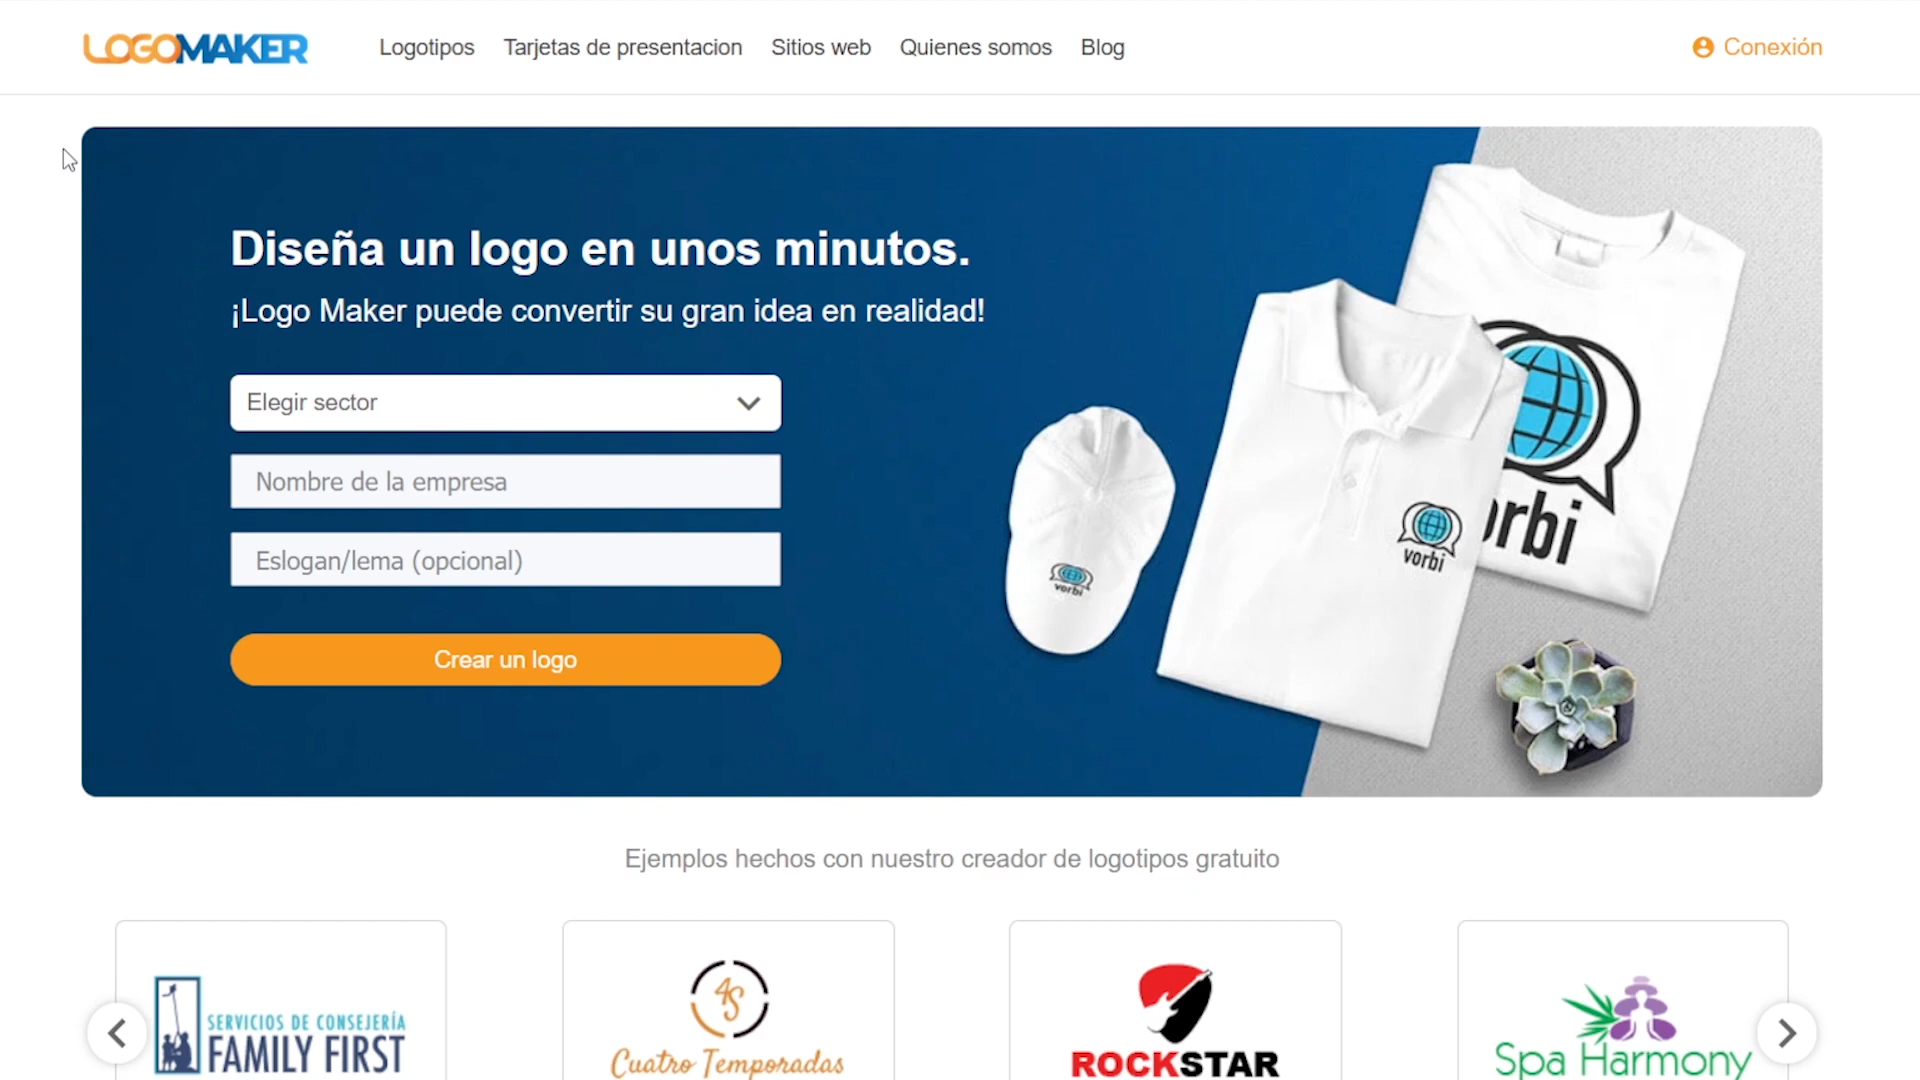 LOGOMAKER
Logotipos
Tarjetas de presentacion
Sitios web
Quienes somos
Blog
Conexión
Diseña un logo en unos minutos.
¡Logo Maker puede convertir su gran idea en realidad!
Elegir sector
Nombre de la empresa
Eslogan/lema (opcional)
Crear un logo
vorbi
vorbi
orbi
Ejemplos hechos con nuestro creador de logotipos gratuito
SERVICIOS DE CONSEJERÍA
FAMILY FIRST
4S
Cuatro Temporadas
ROCKSTAR
Spa Harmony